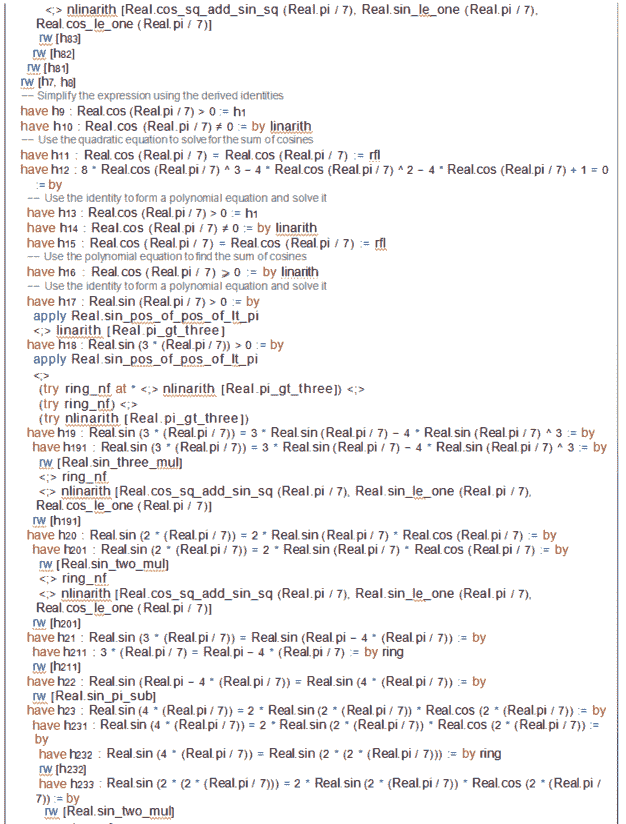 <;> nlinarith [Real.cos_sq_add_sin_sq (Real.pi / 7), Real.sin_le_one (Real.pi / 7),
Real.cos_le_one (Real.pi / 7)]
rw [h83]
rw [h82]
rw [h81]
rw [h7, h8]
-- Simplify the expression using the derived identities
have h9 : Real.cos (Real.pi / 7) > 0 := h1
have h10 : Real.cos (Real.pi / 7) ≠ 0 := by linarith
-- Use the quadratic equation to solve for the sum of cosines
have h11 : Real.cos (Real.pi / 7) = Real.cos (Real.pi / 7) := rfl
have h12 : 8 * Real.cos (Real.pi / 7) ^ 3 - 4 * Real.cos (Real.pi / 7) ^ 2 - 4 * Real.cos (Real.pi / 7) + 1 = 0
:= by
-- Use the identity to form a polynomial equation and solve it
have h13 : Real.cos (Real.pi / 7) > 0 := h1
have h14 : Real.cos (Real.pi / 7) ≠ 0 := by linarith
have h15 : Real.cos (Real.pi / 7) = Real.cos (Real.pi / 7) := rfl
-- Use the polynomial equation to find the sum of cosines
have h16 : Real.cos (Real.pi / 7) ⩾ 0 := by linarith
-- Use the identity to form a polynomial equation and solve it
have h17 : Real.sin (Real.pi / 7) > 0 := by
apply Real.sin_pos_of_pos_of_lt_pi
<;> linarith [Real.pi_gt_three]
have h18 : Real.sin (3 * (Real.pi / 7)) > 0 := by
apply Real.sin_pos_of_pos_of_lt_pi
<;>
(try ring_nf at * <;> nlinarith [Real.pi_gt_three]) <;>
(try ring_nf) <;>
(try nlinarith [Real.pi_gt_three])
have h19 : Real.sin (3 * (Real.pi / 7)) = 3 * Real.sin (Real.pi / 7) - 4 * Real.sin (Real.pi / 7) ^ 3 := by
have h191 : Real.sin (3 * (Real.pi / 7)) = 3 * Real.sin (Real.pi / 7) - 4 * Real.sin (Real.pi / 7) ^ 3 := by
rw [Real.sin_three_mul]
<;> ring_nf
<;> nlinarith [Real.cos_sq_add_sin_sq (Real.pi / 7), Real.sin_le_one (Real.pi / 7),
Real.cos_le_one (Real.pi / 7)]
rw [h191]
have h20 : Real.sin (2 * (Real.pi / 7)) = 2 * Real.sin (Real.pi / 7) * Real.cos (Real.pi / 7) := by
have h201 : Real.sin (2 * (Real.pi / 7)) = 2 * Real.sin (Real.pi / 7) * Real.cos (Real.pi / 7) := by
rw [Real.sin_two_mul]
<;> ring_nf
<;> nlinarith [Real.cos_sq_add_sin_sq (Real.pi / 7), Real.sin_le_one (Real.pi / 7),
Real.cos_le_one (Real.pi / 7)]
rw [h201]
have h21 : Real.sin (3 * (Real.pi / 7)) = Real.sin (Real.pi - 4 * (Real.pi / 7)) := by
have h211 : 3 * (Real.pi / 7) = Real.pi - 4 * (Real.pi / 7) := by ring
rw [h211]
have h22 : Real.sin (Real.pi - 4 * (Real.pi / 7)) = Real.sin (4 * (Real.pi / 7)) := by
rw [Real.sin_pi_sub]
have h23 : Real.sin (4 * (Real.pi / 7)) = 2 * Real.sin (2 * (Real.pi / 7)) * Real.cos (2 * (Real.pi / 7)) := by
have h231 : Real.sin (4 * (Real.pi / 7)) = 2 * Real.sin (2 * (Real.pi / 7)) * Real.cos (2 * (Real.pi / 7)) :=
by
have h232 : Real.sin (4 * (Real.pi / 7)) = Real.sin (2 * (2 * (Real.pi / 7))) := by ring
rw [h232]
have h233 : Real.sin (2 * (2 * (Real.pi / 7))) = 2 * Real.sin (2 * (Real.pi / 7)) * Real.cos (2 * (Real.pi /
7)) := by
rw [Real.sin_two_mul]